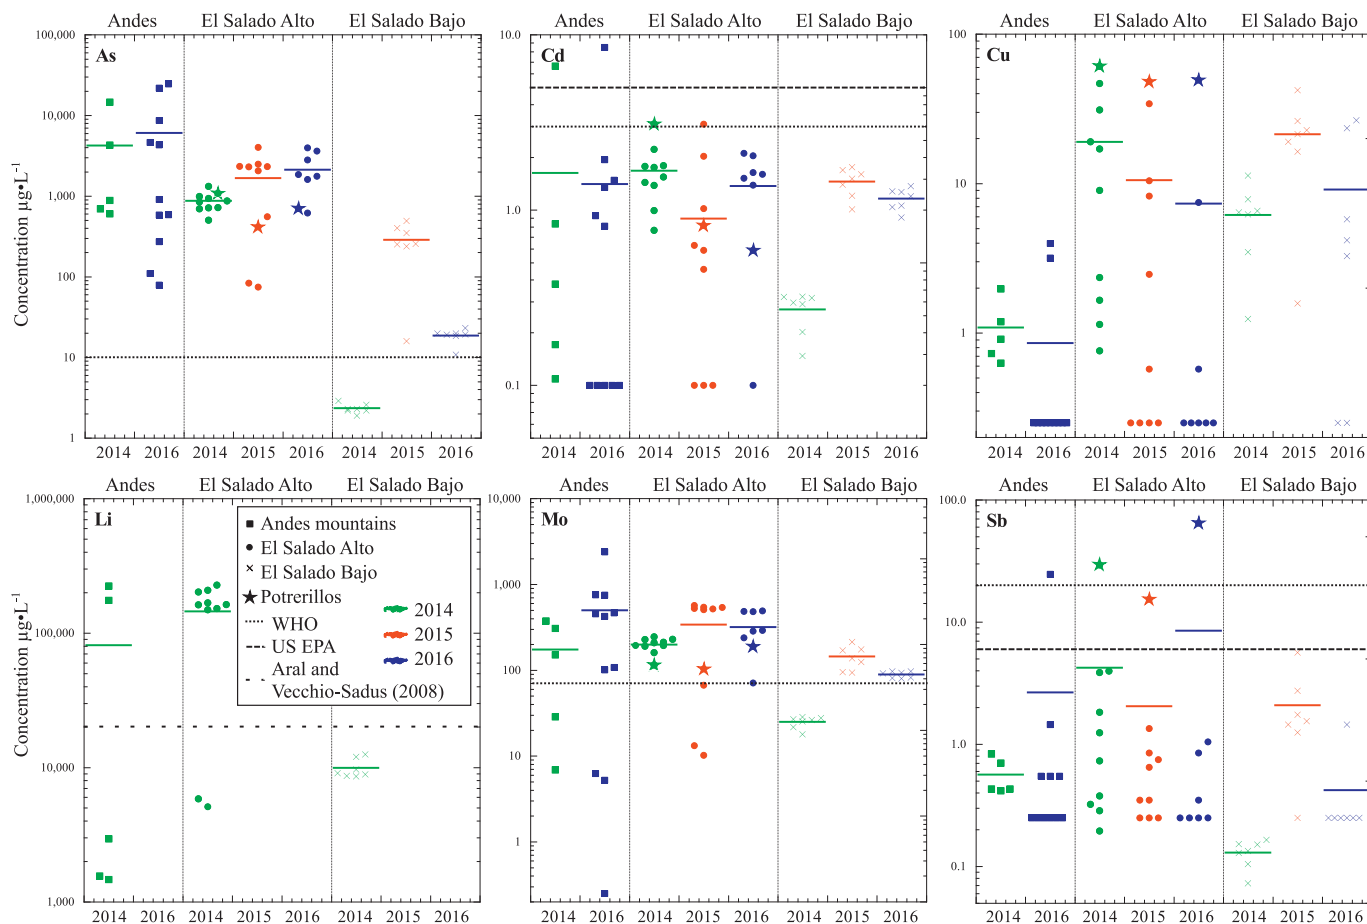 Andes El Salado Alto El Salado Bajo
Andes El Salado Alto El Salado Bajo
Andes El Salado Alto El Salado Bajo
As
Concentration µg•L⁻¹
100,000
10,000
1,000
100
10
1
2014 2016 2014 2015 2016 2014 2015 2016
Cd
10.0
1.0
0.1
2014 2016 2014 2015 2016 2014 2015 2016
Cu
100
10
1
2014 2016 2014 2015 2016 2014 2015 2016
Andes El Salado Alto El Salado Bajo
Andes El Salado Alto El Salado Bajo
Andes El Salado Alto El Salado Bajo
Li
Concentration µg•L⁻¹
1,000,000
100,000
10,000
1,000
Andes mountains
El Salado Alto
El Salado Bajo
Potrerillos
WHO
US EPA
Aral and
Vecchio-Sadus (2008)
2014
2015
2016
2014 2016 2014 2015 2016 2014 2015 2016
Mo
10,000
1,000
100
10
1
2014 2016 2014 2015 2016 2014 2015 2016
Sb
100.0
10.0
1.0
0.1
2014 2016 2014 2015 2016 2014 2015 2016